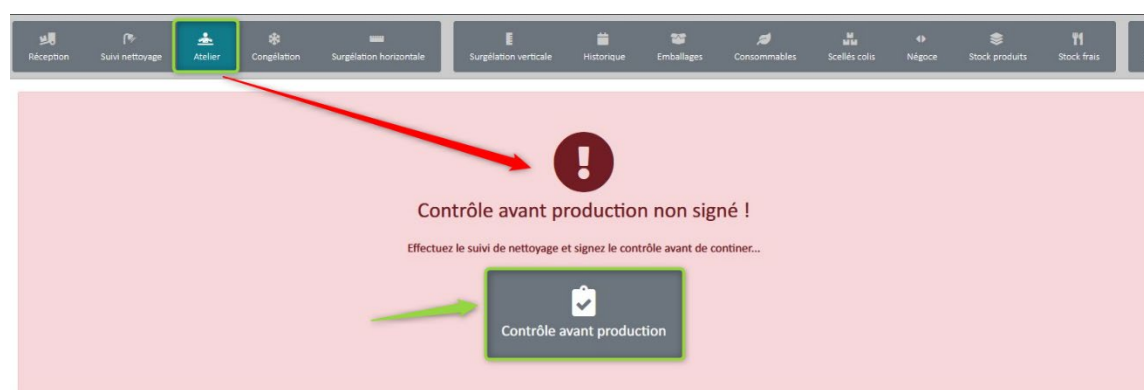 Réception Suivi nettoyage Atelier Congélation Surgélation horizontale Surgélation verticale Historique Emballages Consommables Scellés colis Négoce Stock produits Stock frais
Contrôle avant production non signé !
Effectuez le suivi de nettoyage et signez le contrôle avant de continer...
Contrôle avant production